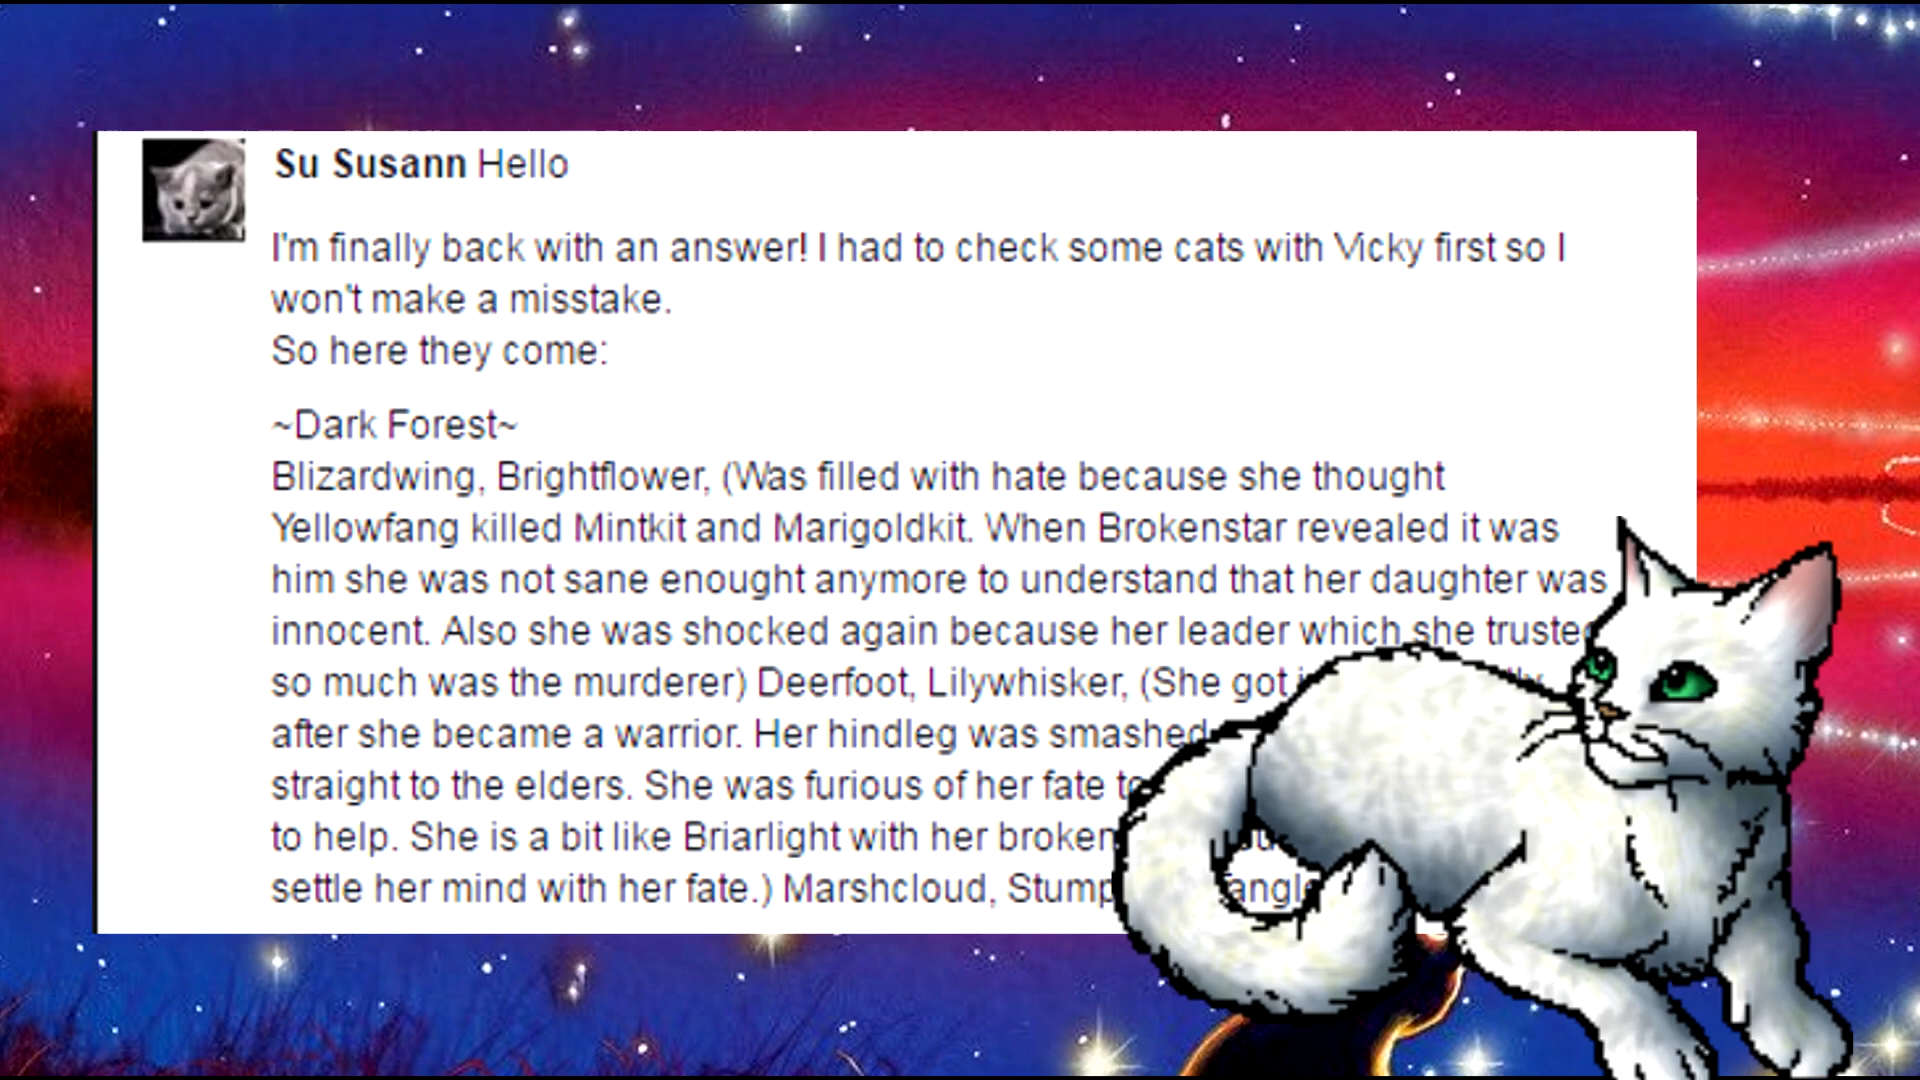 Su Susann Hello
I'm finally back with an answer! I had to check some cats with Vicky first so I
won't make a misstake.
So here they come:
~Dark Forest~
Blizardwing, Brightflower, (Was filled with hate because she thought
Yellowfang killed Mintkit and Marigoldkit. When Brokenstar revealed it was
him she was not sane enought anymore to understand that her daughter was
innocent. Also she was shocked again because her leader which she trusted
so much was the murderer) Deerfoot, Lilywhisker, (She got
after she became a warrior. Her hindleg was smashed
straight to the elders. She was furious of her fate
to help. She is a bit like Briarlight with her broken
settle her mind with her fate.) Marshcloud,